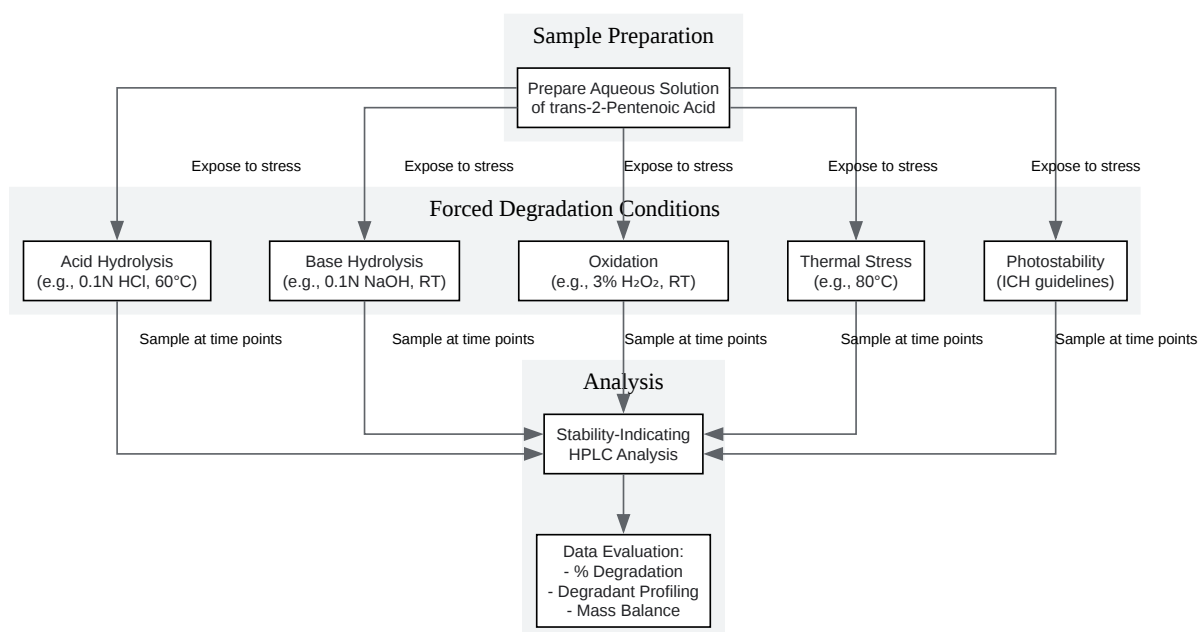 Sample Preparation
Prepare Aqueous Solution
of trans-2-Pentenoic Acid
Expose to stress
Expose to stress
Expose to stress
Expose to stress
Expose to stress
Forced Degradation Conditions
Acid Hydrolysis
(e.g., 0.1N HCl, 60°C)
Base Hydrolysis
(e.g., 0.1N NaOH, RT)
Oxidation
(e.g., 3% H₂O₂, RT)
Thermal Stress
(e.g., 80°C)
Photostability
(ICH guidelines)
Sample at time points
Sample at time points
Sample at time points
Sample at time points
Sample at time points
Analysis
Stability-Indicating
HPLC Analysis
Data Evaluation:
- % Degradation
- Degradant Profiling
- Mass Balance